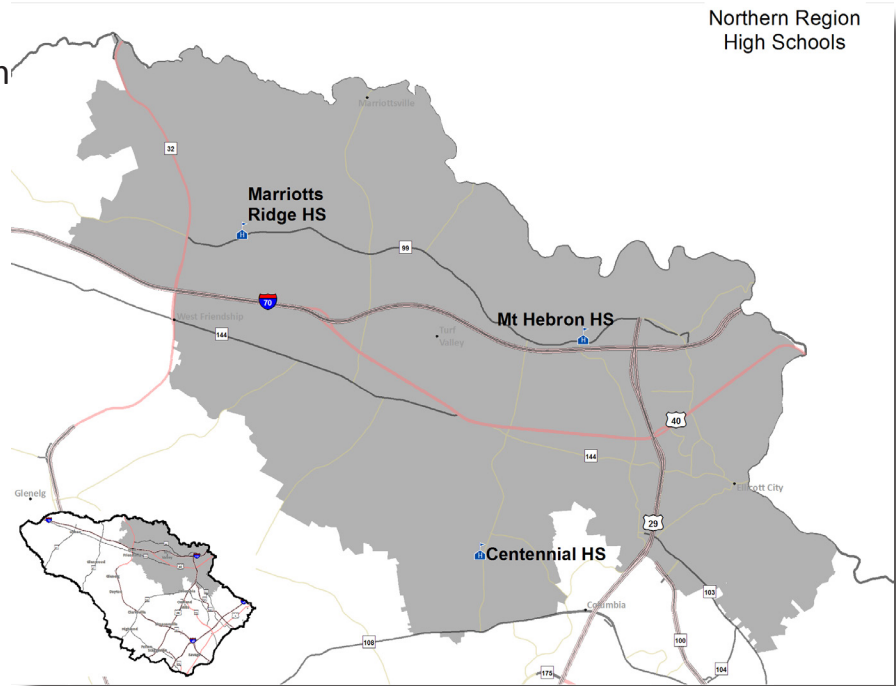 Northern Region
High Schools
Marriottsville
32
Marriotts
Ridge HS
99
70
West Friendship
144
Mt Hebron HS
Turf
Valley
40
144
Glenelg
Ellicott City
29
Centennial HS
Columbia
103
108
100
104
175